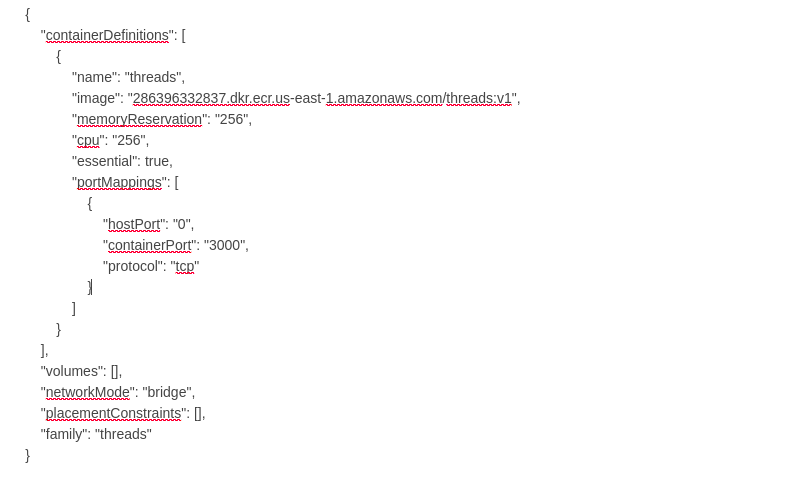 {
"containerDefinitions": [
{
"name": "threads",
"image": "286396332837.dkr.ecr.us-east-1.amazonaws.com/threads:v1",
"memoryReservation": "256",
"cpu": "256",
"essential": true,
"portMappings": [
{
"hostPort": "0",
"containerPort": "3000",
"protocol": "tcp"
}
]
}
],
"volumes": [],
"networkMode": "bridge",
"placementConstraints": [],
"family": "threads"
}